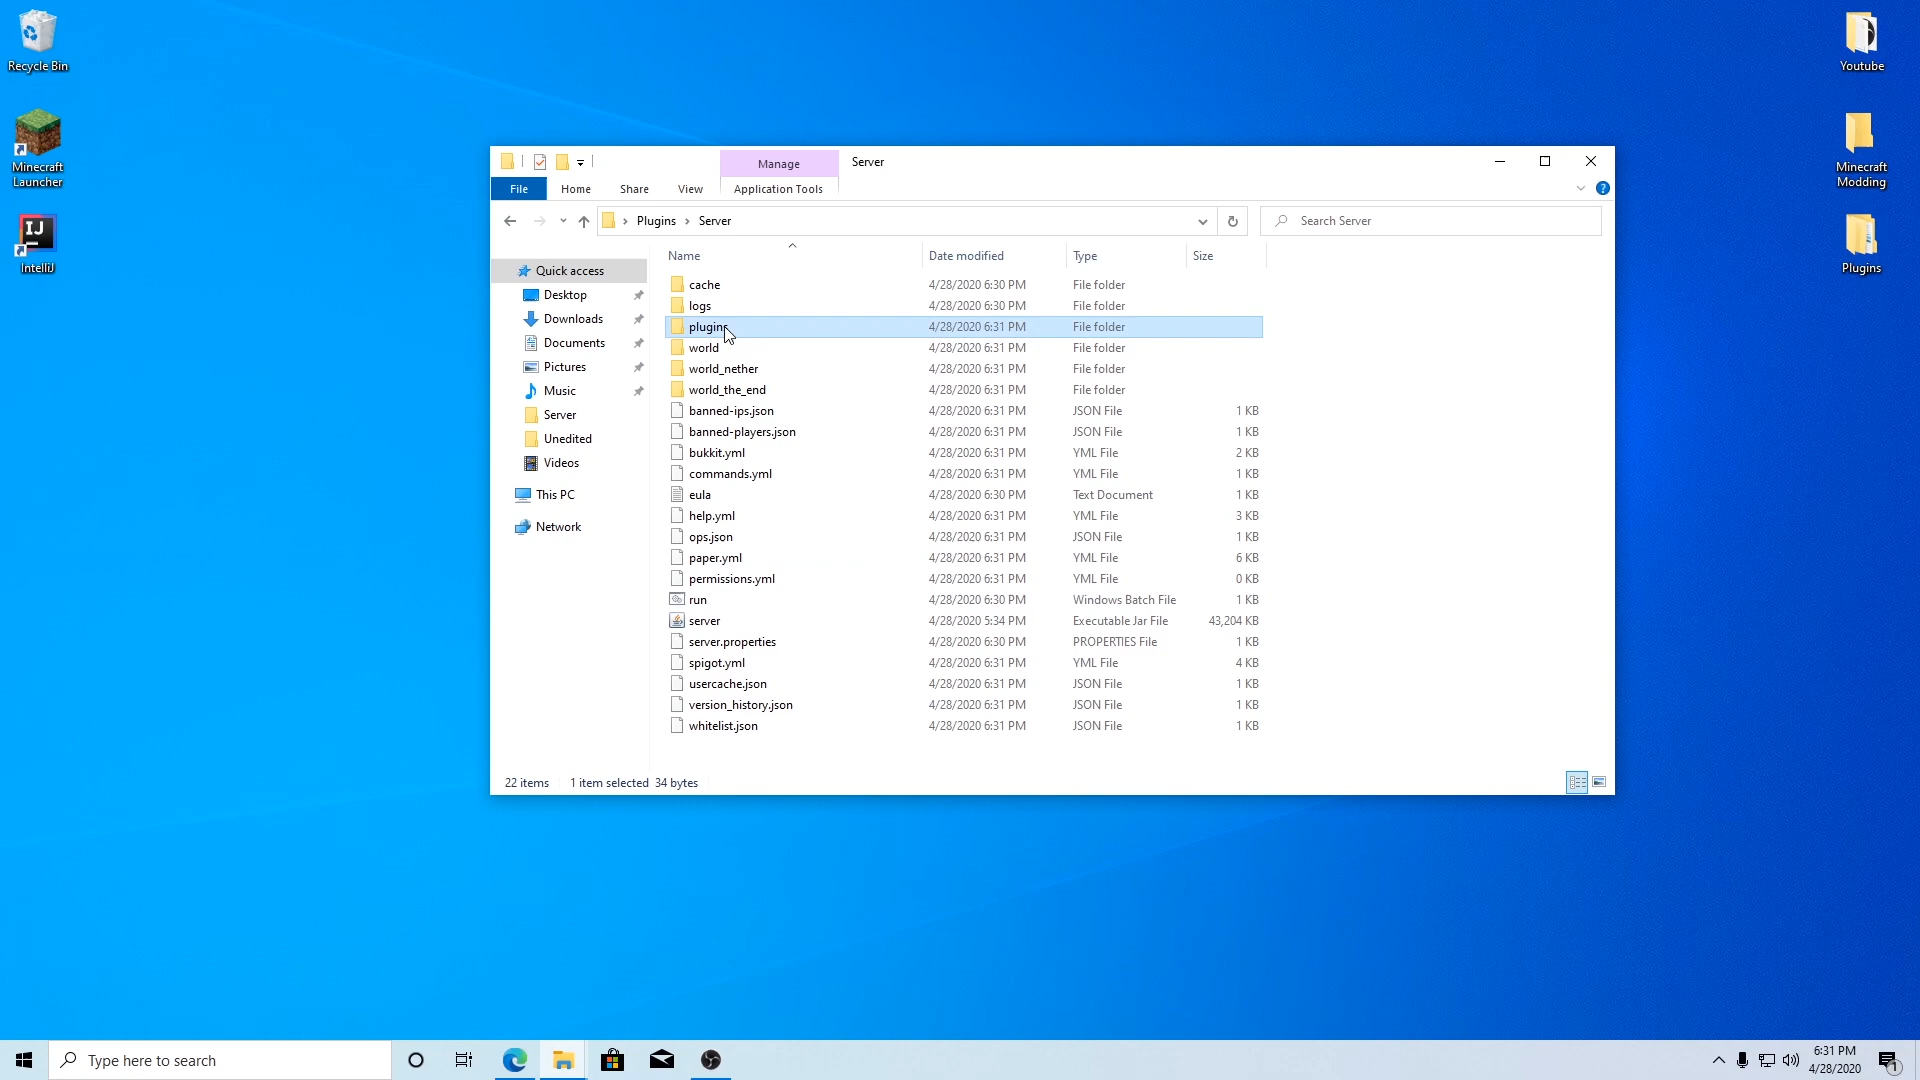 Recycle Bin
Minecraft
Launcher
IJ
IntelliJ
Youtube
Minecraft
Modding
Plugins
Manage
Server
File
Home
Share
View
Application Tools
?
Plugins
Server
Search Server
Quick access
Desktop
Downloads
Documents
Pictures
Music
Server
Unedited
Videos
This PC
Network
Name Date modified Type Size
cache 4/28/2020 6:30 PM File folder
logs 4/28/2020 6:30 PM File folder
plugins 4/28/2020 6:31 PM File folder
world 4/28/2020 6:31 PM File folder
world_nether 4/28/2020 6:31 PM File folder
world_the_end 4/28/2020 6:31 PM File folder
banned-ips.json 4/28/2020 6:31 PM JSON File 1 KB
banned-players.json 4/28/2020 6:31 PM JSON File 1 KB
bukkit.yml 4/28/2020 6:31 PM YML File 2 KB
commands.yml 4/28/2020 6:31 PM YML File 1 KB
eula 4/28/2020 6:30 PM Text Document 1 KB
help.yml 4/28/2020 6:31 PM YML File 3 KB
ops.json 4/28/2020 6:31 PM JSON File 1 KB
paper.yml 4/28/2020 6:31 PM YML File 6 KB
permissions.yml 4/28/2020 6:31 PM YML File 0 KB
run 4/28/2020 6:30 PM Windows Batch File 1 KB
server 4/28/2020 5:34 PM Executable Jar File 43,204 KB
server.properties 4/28/2020 6:30 PM PROPERTIES File 1 KB
spigot.yml 4/28/2020 6:31 PM YML File 4 KB
usercache.json 4/28/2020 6:31 PM JSON File 1 KB
version_history.json 4/28/2020 6:31 PM JSON File 1 KB
whitelist.json 4/28/2020 6:31 PM JSON File 1 KB
22 items 1 item selected 34 bytes
Type here to search
6:31 PM
4/28/2020
1